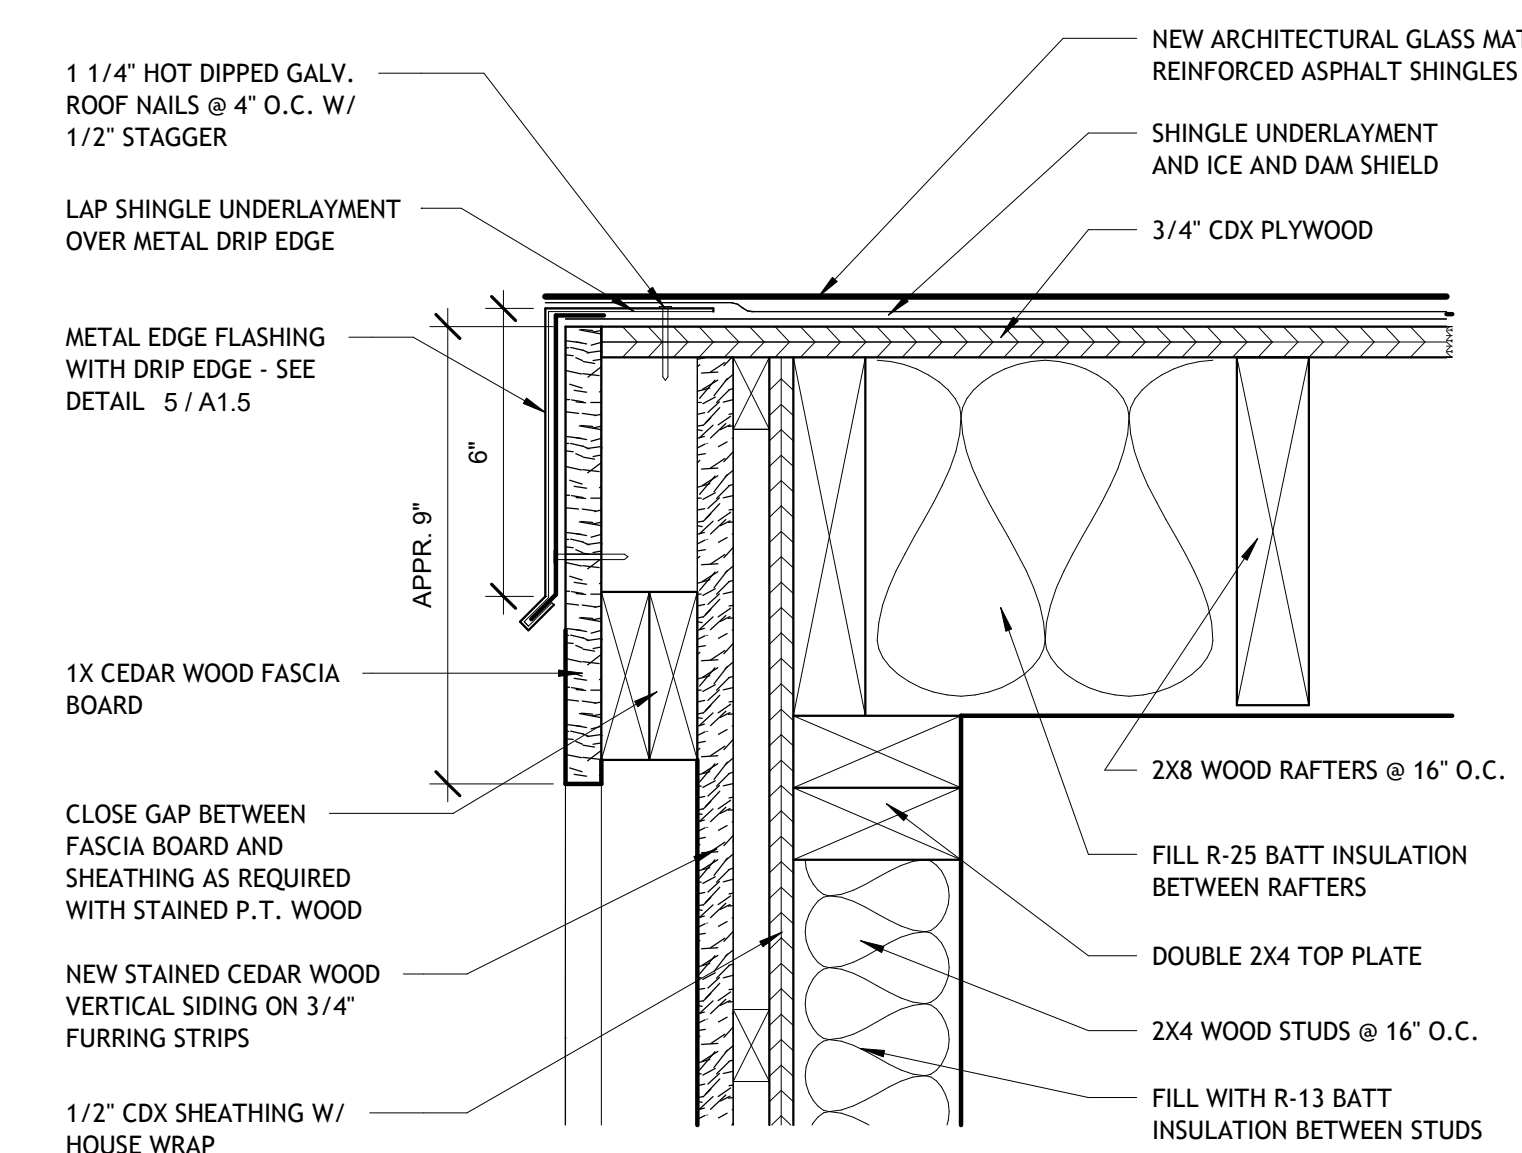 1 1/4" HOT DIPPED GALV.
ROOF NAILS @ 4" O.C. W/
1/2" STAGGER
LAP SHINGLE UNDERLAYMENT
OVER METAL DRIP EDGE
METAL EDGE FLASHING
WITH DRIP EDGE - SEE
DETAIL 5 / A1.5
6"
APPR. 9"
1X CEDAR WOOD FASCIA
BOARD
CLOSE GAP BETWEEN
FASCIA BOARD AND
SHEATHING AS REQUIRED
WITH STAINED P.T. WOOD
NEW STAINED CEDAR WOOD
VERTICAL SIDING ON 3/4"
FURRING STRIPS
1/2" CDX SHEATHING W/
HOUSE WRAP
NEW ARCHITECTURAL GLASS MAT
REINFORCED ASPHALT SHINGLES
SHINGLE UNDERLAYMENT
AND ICE AND DAM SHIELD
3/4" CDX PLYWOOD
2X8 WOOD RAFTERS @ 16" O.C.
FILL R-25 BATT INSULATION
BETWEEN RAFTERS
DOUBLE 2X4 TOP PLATE
2X4 WOOD STUDS @ 16" O.C.
FILL WITH R-13 BATT
INSULATION BETWEEN STUDS